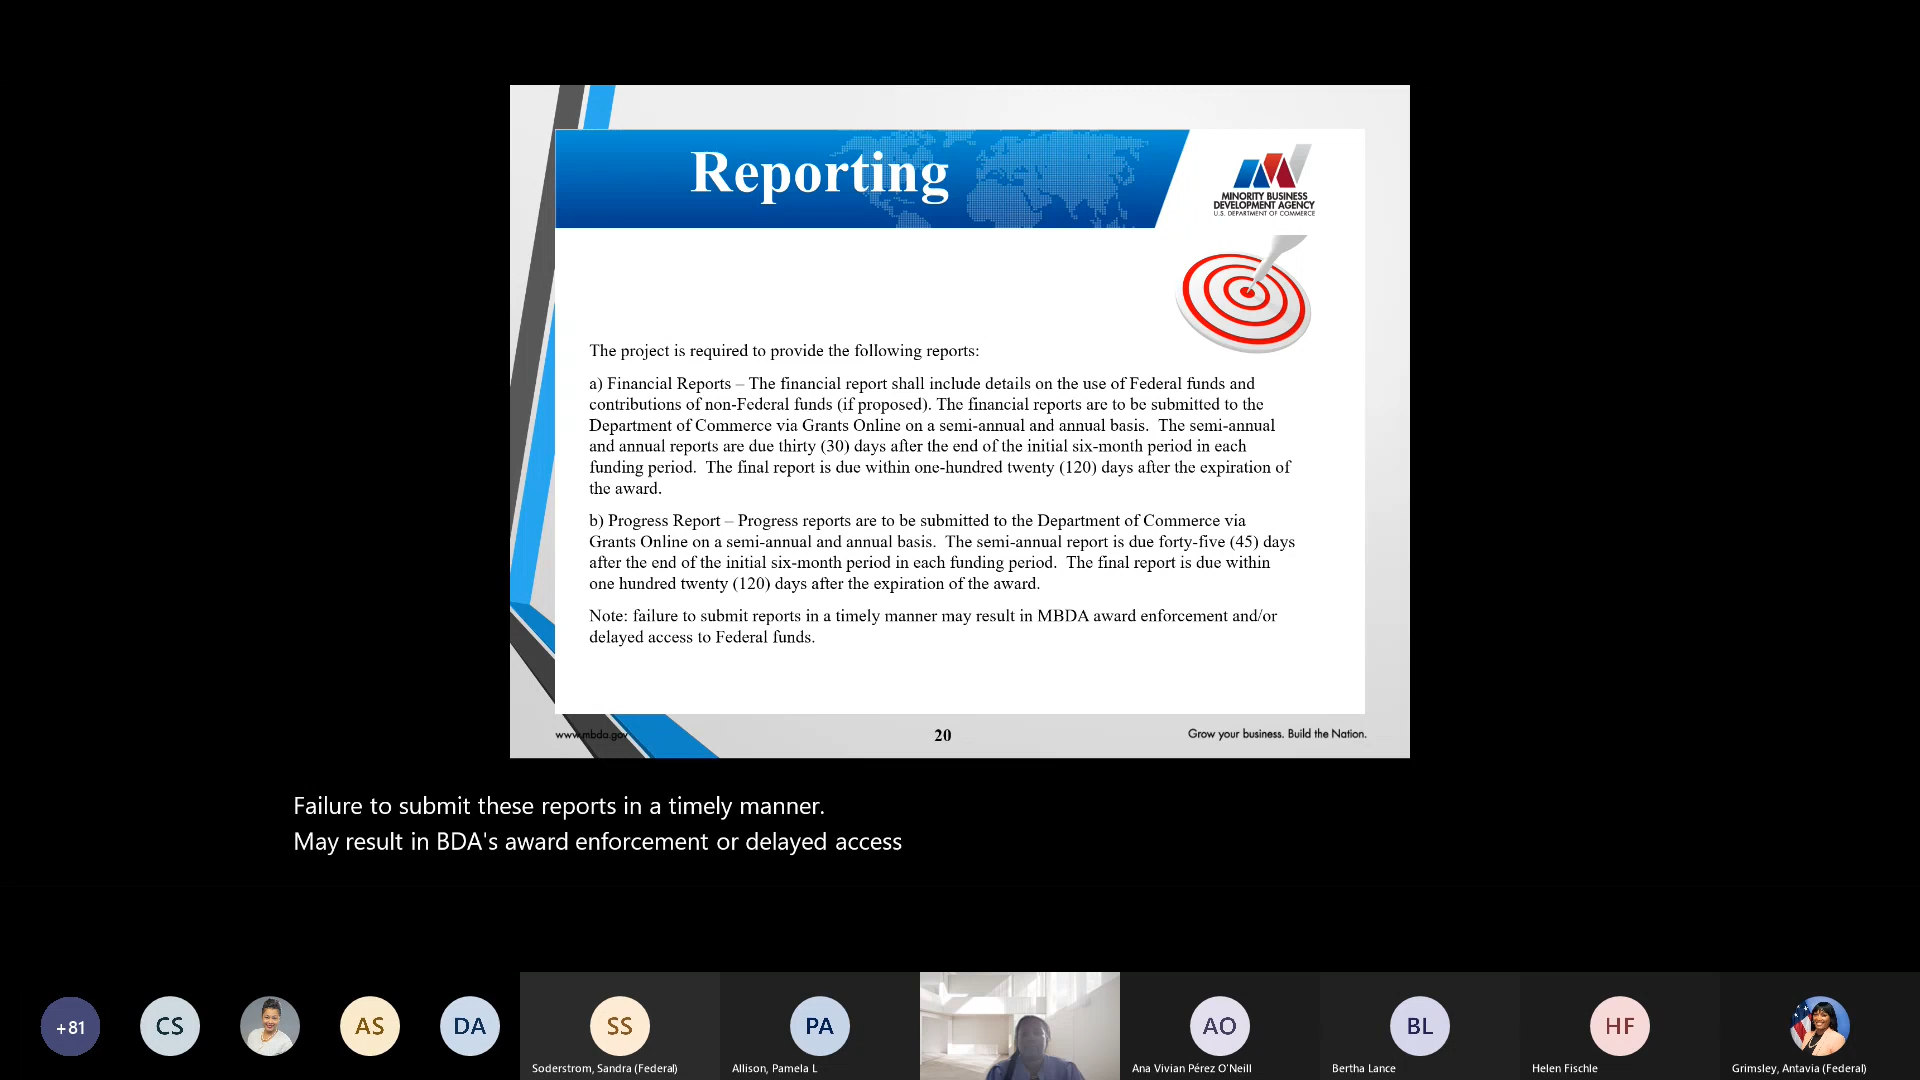 Reporting
MINORITY BUSINESS
DEVELOPMENT AGENCY
U.S. DEPARTMENT OF COMMERCE
The project is required to provide the following reports:
a) Financial Reports – The financial report shall include details on the use of Federal funds and
contributions of non-Federal funds (if proposed). The financial reports are to be submitted to the
Department of Commerce via Grants Online on a semi-annual and annual basis.  The semi-annual
and annual reports are due thirty (30) days after the end of the initial six-month period in each
funding period.  The final report is due within one-hundred twenty (120) days after the expiration of
the award.
b) Progress Report – Progress reports are to be submitted to the Department of Commerce via
Grants Online on a semi-annual and annual basis.  The semi-annual report is due forty-five (45) days
after the end of the initial six-month period in each funding period.  The final report is due within
one hundred twenty (120) days after the expiration of the award.
Note: failure to submit reports in a timely manner may result in MBDA award enforcement and/or
delayed access to Federal funds.
www.mbda.gov
20
Grow your business. Build the Nation.
Failure to submit these reports in a timely manner.
May result in BDA's award enforcement or delayed access
+81
CS
AS
DA
SS
PA
AO
BL
HF
Soderstrom, Sandra (Federal)
Allison, Pamela L
Ana Vivian Pérez O'Neill
Bertha Lance
Helen Fischle
Grimsley, Antavia (Federal)